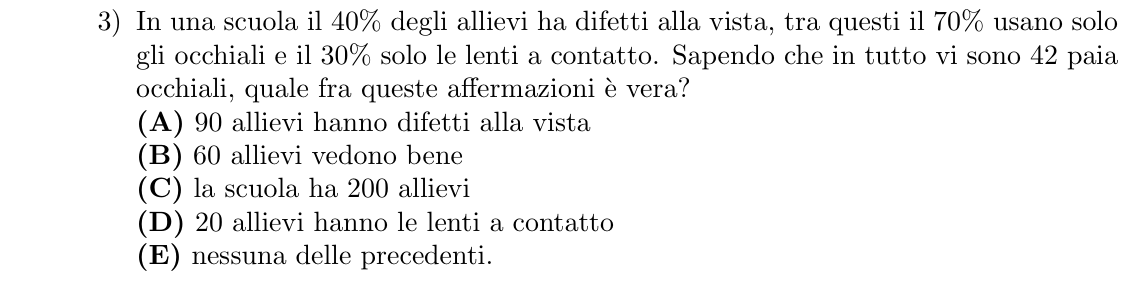 3) In una scuola il 40% degli allievi ha difetti alla vista, tra questi il 70% usano solo
gli occhiali e il 30% solo le lenti a contatto. Sapendo che in tutto vi sono 42 paia
occhiali, quale fra queste affermazioni è vera?
(A) 90 allievi hanno difetti alla vista
(B) 60 allievi vedono bene
(C) la scuola ha 200 allievi
(D) 20 allievi hanno le lenti a contatto
(E) nessuna delle precedenti.